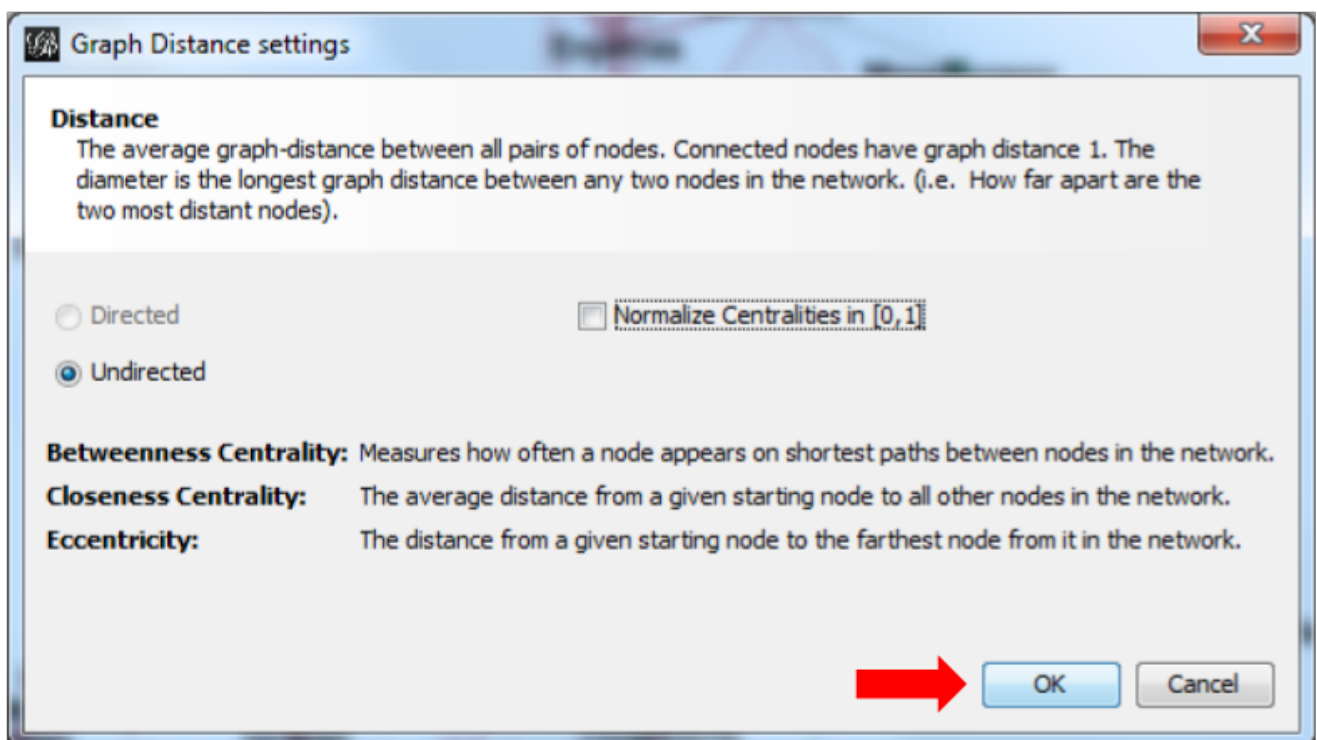 Graph Distance settings
Distance
The average graph-distance between all pairs of nodes. Connected nodes have graph distance 1. The
diameter is the longest graph distance between any two nodes in the network. (i.e. How far apart are the
two most distant nodes).
Directed
Normalize Centralities in [0,1]
Undirected
Betweenness Centrality: Measures how often a node appears on shortest paths between nodes in the network.
Closeness Centrality: The average distance from a given starting node to all other nodes in the network.
Eccentricity: The distance from a given starting node to the farthest node from it in the network.
OK
Cancel